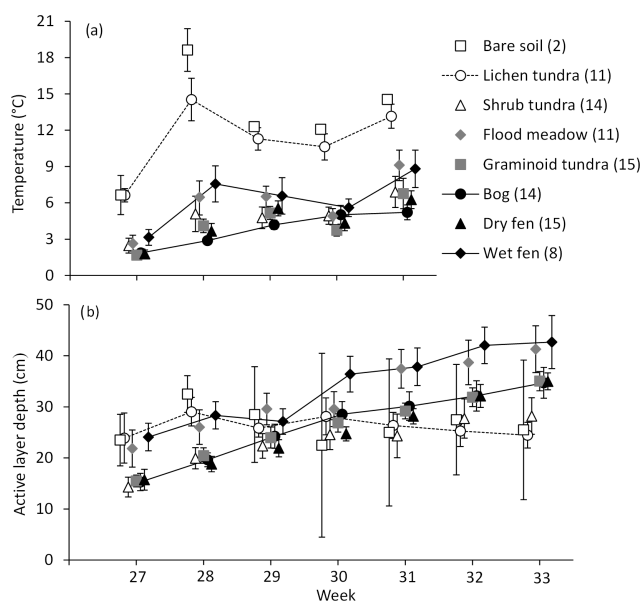 (a)
Temperature (°C)
21
18
15
12
9
6
3
0
Bare soil (2)
Lichen tundra (11)
Shrub tundra (14)
Flood meadow (11)
Graminoid tundra (15)
Bog (14)
Dry fen (15)
Wet fen (8)
(b)
Active layer depth (cm)
50
40
30
20
10
0
27 28 29 30 31 32 33
Week